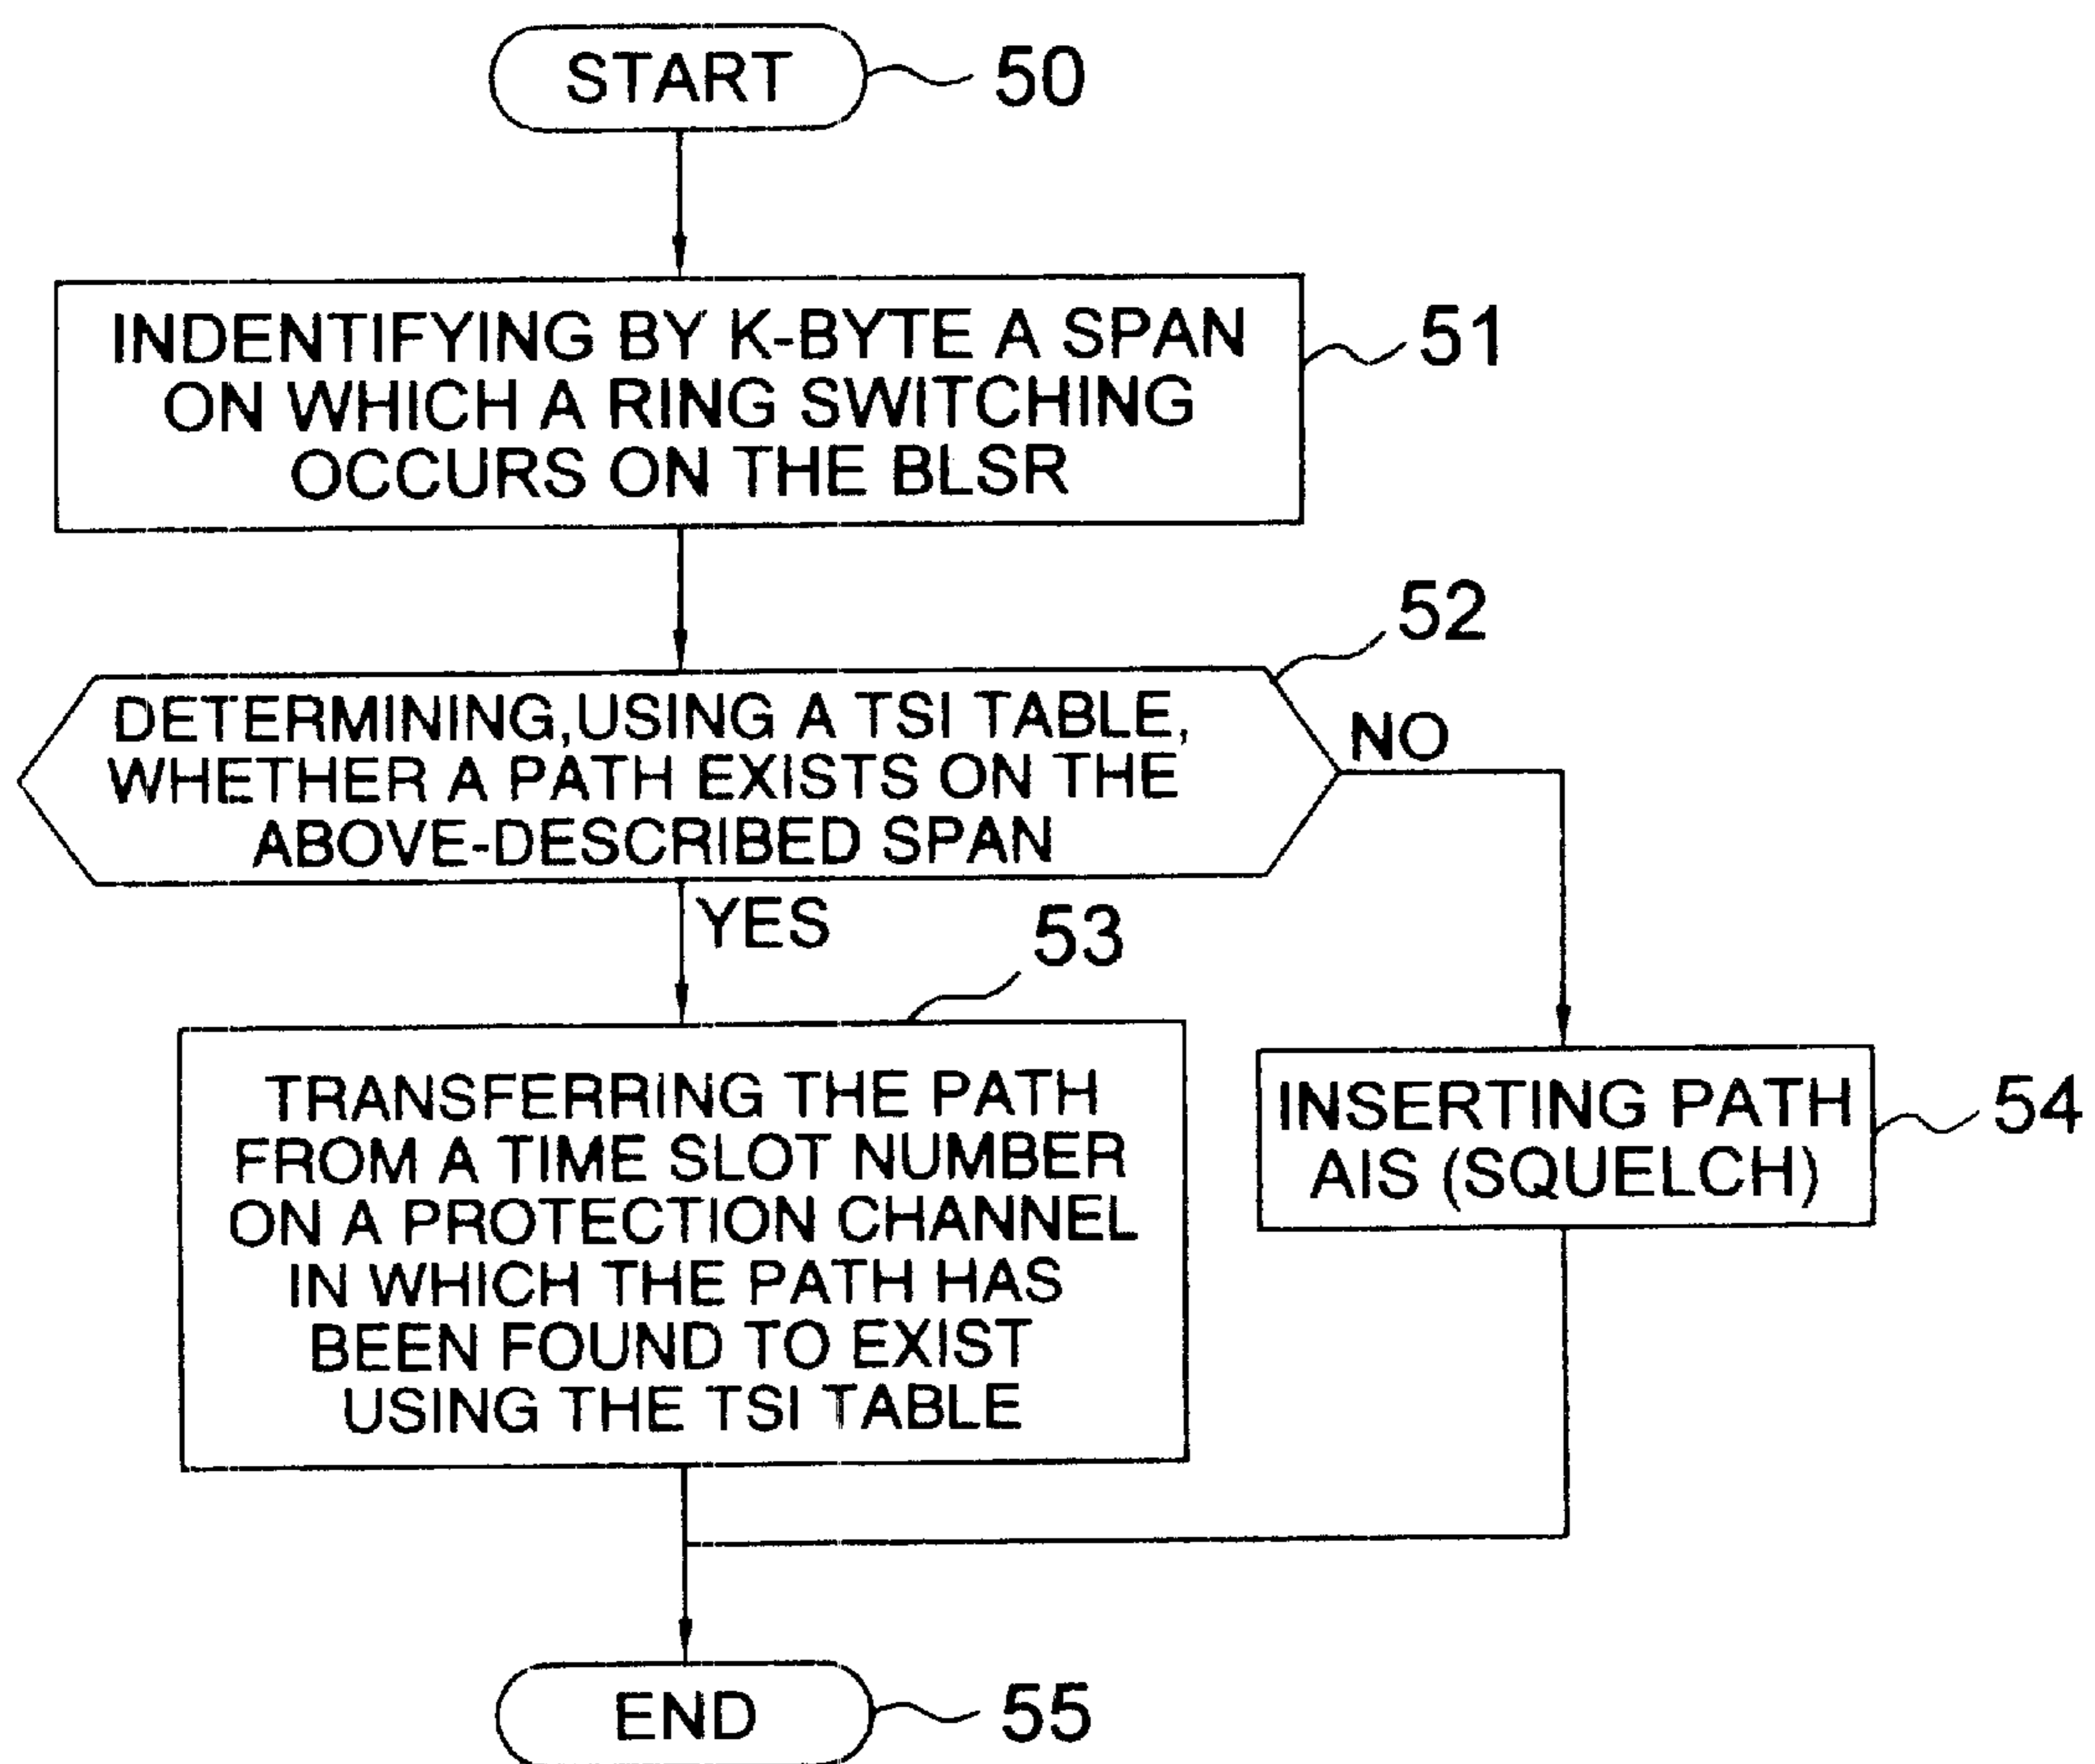 START
50
INDENTIFYING BY K-BYTE A SPAN
ON WHICH A RING SWITCHING
OCCURS ON THE BLSR
51
52
DETERMINING,USING A TSI TABLE,
WHETHER A PATH EXISTS ON THE
ABOVE-DESCRIBED SPAN
NO
YES
53
TRANSFERRING THE PATH
FROM A TIME SLOT NUMBER
ON A PROTECTION CHANNEL
IN WHICH THE PATH HAS
BEEN FOUND TO EXIST
USING THE TSI TABLE
INSERTING PATH
AIS (SQUELCH)
54
END
55